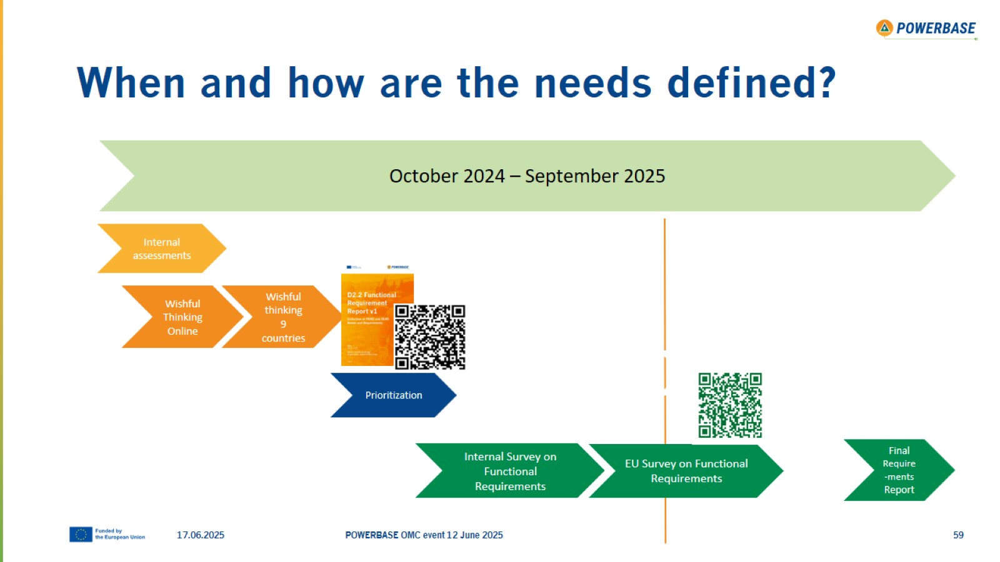 POWERBASE
When and how are the needs defined?
October 2024 – September 2025
Internal
assessments
Wishful
Thinking
Online
Wishful
thinking
9
countries
POWERBASE
D2.2 Functional
Requirement
Report v1
Prioritization
Internal Survey on
Functional
Requirements
EU Survey on Functional
Requirements
Final
Require
-ments
Report
Funded by
the European Union
17.06.2025
POWERBASE OMC event 12 June 2025
59